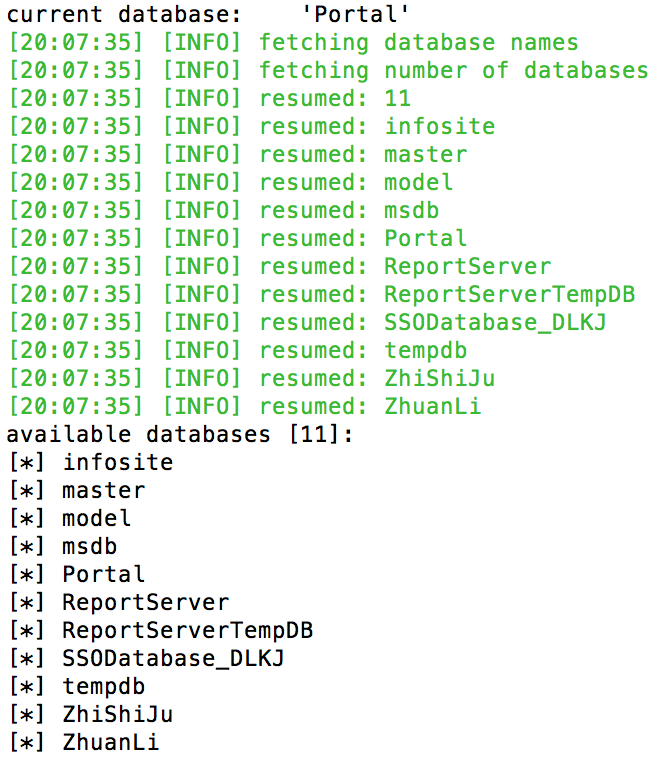 current database:    'Portal'
[20:07:35] [INFO] fetching database names
[20:07:35] [INFO] fetching number of databases
[20:07:35] [INFO] resumed: 11
[20:07:35] [INFO] resumed: infosite
[20:07:35] [INFO] resumed: master
[20:07:35] [INFO] resumed: model
[20:07:35] [INFO] resumed: msdb
[20:07:35] [INFO] resumed: Portal
[20:07:35] [INFO] resumed: ReportServer
[20:07:35] [INFO] resumed: ReportServerTempDB
[20:07:35] [INFO] resumed: SSODatabase_DLKJ
[20:07:35] [INFO] resumed: tempdb
[20:07:35] [INFO] resumed: ZhiShiJu
[20:07:35] [INFO] resumed: ZhuanLi
available databases [11]:
[*] infosite
[*] master
[*] model
[*] msdb
[*] Portal
[*] ReportServer
[*] ReportServerTempDB
[*] SSODatabase_DLKJ
[*] tempdb
[*] ZhiShiJu
[*] ZhuanLi